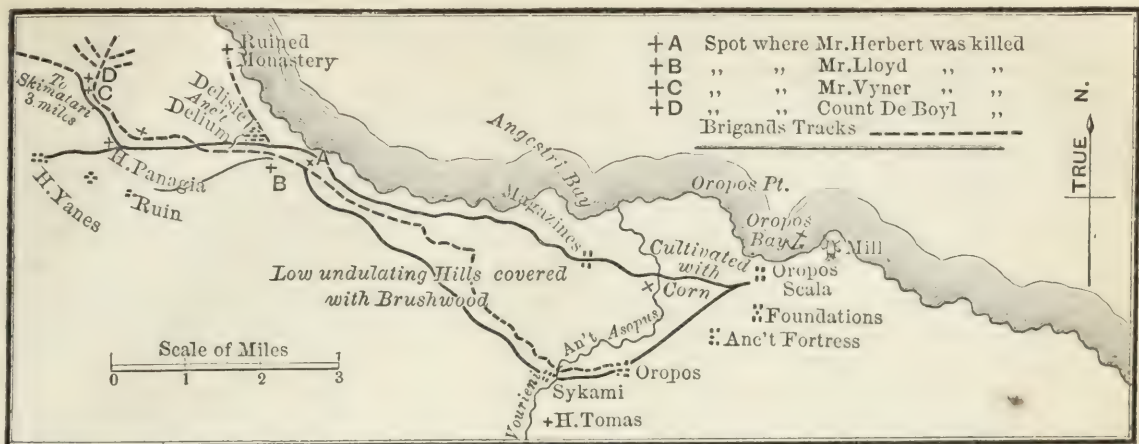 +A Spot where Mr.Herbert was killed
+B ,, ,, Mr.Lloyd ,, ,,
+C ,, ,, Mr.Vyner ,, ,,
+D ,, ,, Count De Boyl ,,
Brigands Tracks
TRUE N.
Ruined
Monastery
D
C
To
Skimatari
3 miles
Delisi
Anc't
Delium
A
B
H.Panagia
H.Yanes
Ruin
Angestri Bay
Oropos Pt.
Oropos
Bay
Mill
Magazines
Cultivated
with
Corn
Oropos
Scala
Foundations
Anc't Fortress
Low undulating Hills covered
with Brushwood
An't Asopus
Oropos
Sykami
Vourieni
H.Tomas
Scale of Miles
0 1 2 3